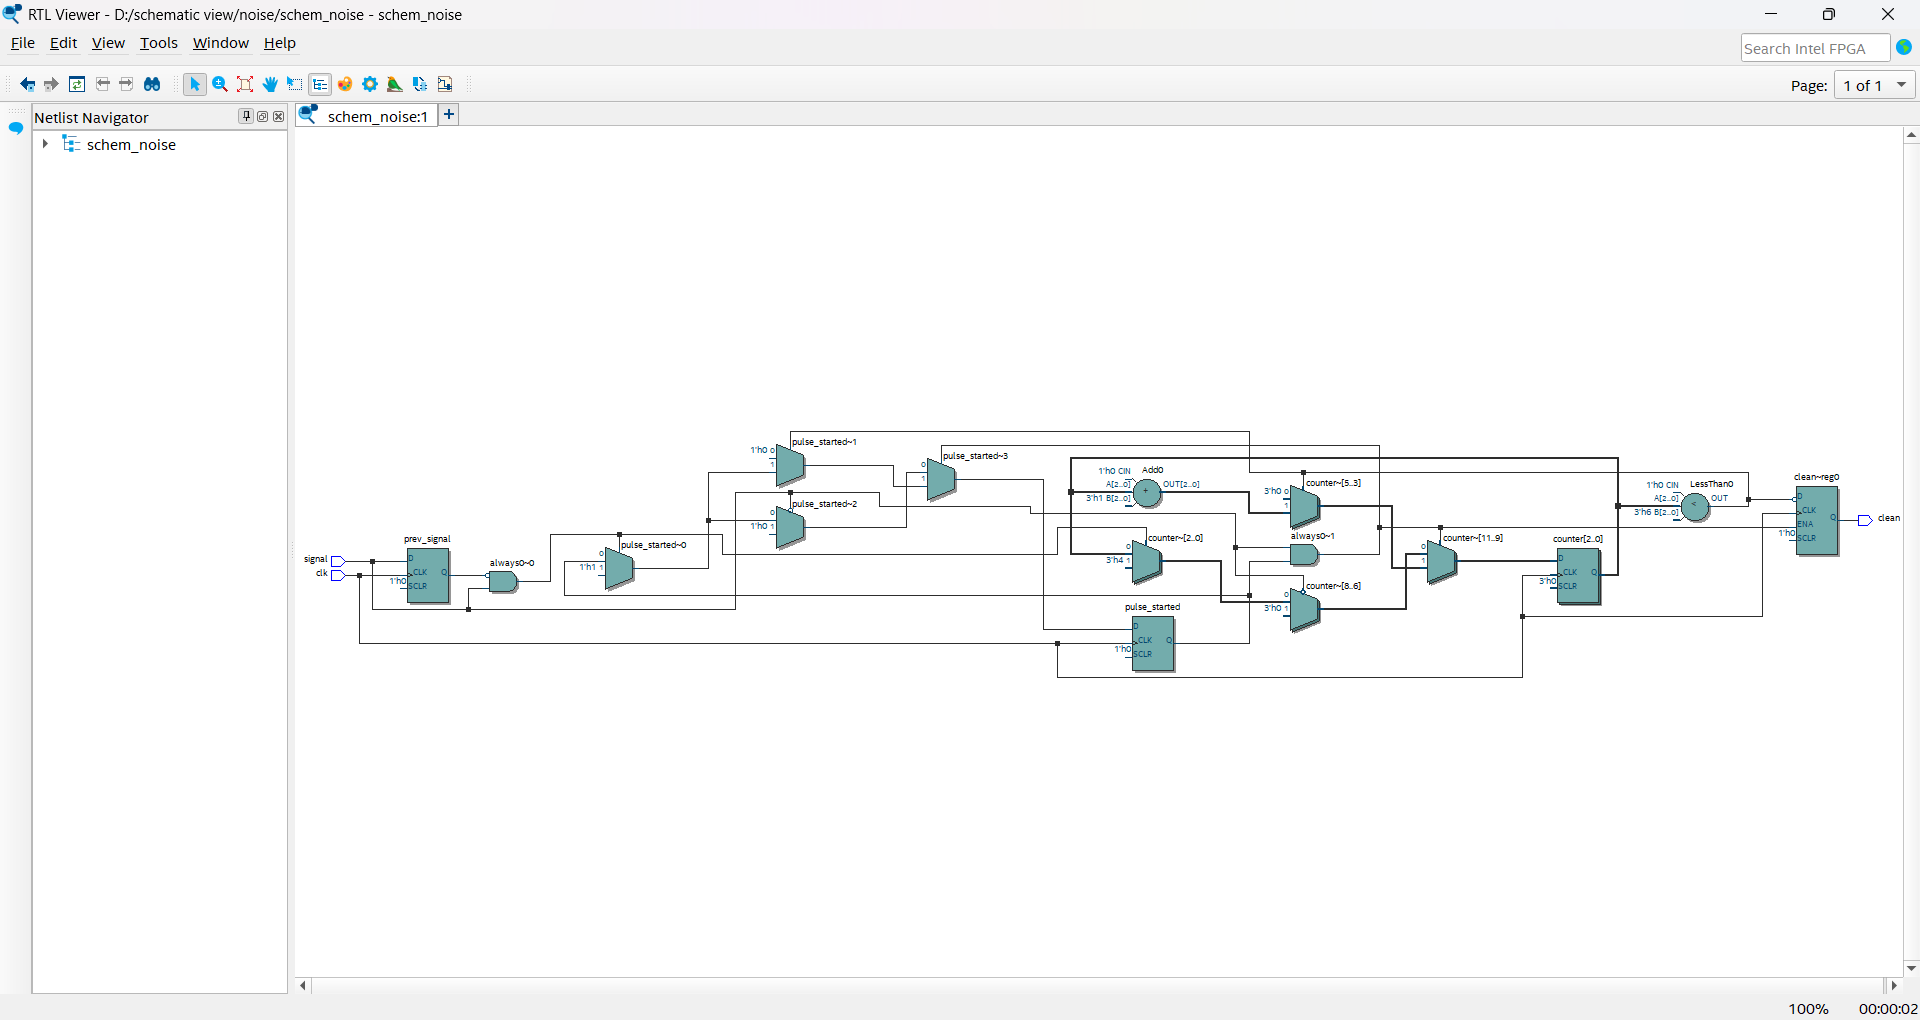 RTL Viewer - D:/schematic view/noise/schem_noise - schem_noise
File Edit View Tools Window Help
Search Intel FPGA
Page: 1 of 1
Netlist Navigator
schem_noise:1
schem_noise
pulse_started~1
1'h0 0
1
pulse_started~3
0
1
pulse_started~2
0
1'h0 1
pulse_started~0
0
1'h1 1
prev_signal
D
CLK
Q
1'h0
SCLR
signal
clk
always0~0
Add0
1'h0 CIN
A[2..0]
3'h1 B[2..0]
+
OUT[2..0]
counter~[5..3]
3'h0 0
1
counter~[2..0]
0
3'h4 1
always0~1
counter~[8..6]
0
3'h0 1
pulse_started
D
CLK
Q
1'h0
SCLR
counter~[11..9]
0
1
counter[2..0]
D
CLK
Q
3'h0
SCLR
LessThan0
1'h0 CIN
A[2..0]
3'h6 B[2..0]
<
OUT
clean~reg0
D
CLK
ENA
Q
1'h0
SCLR
clean
100% 00:00:02